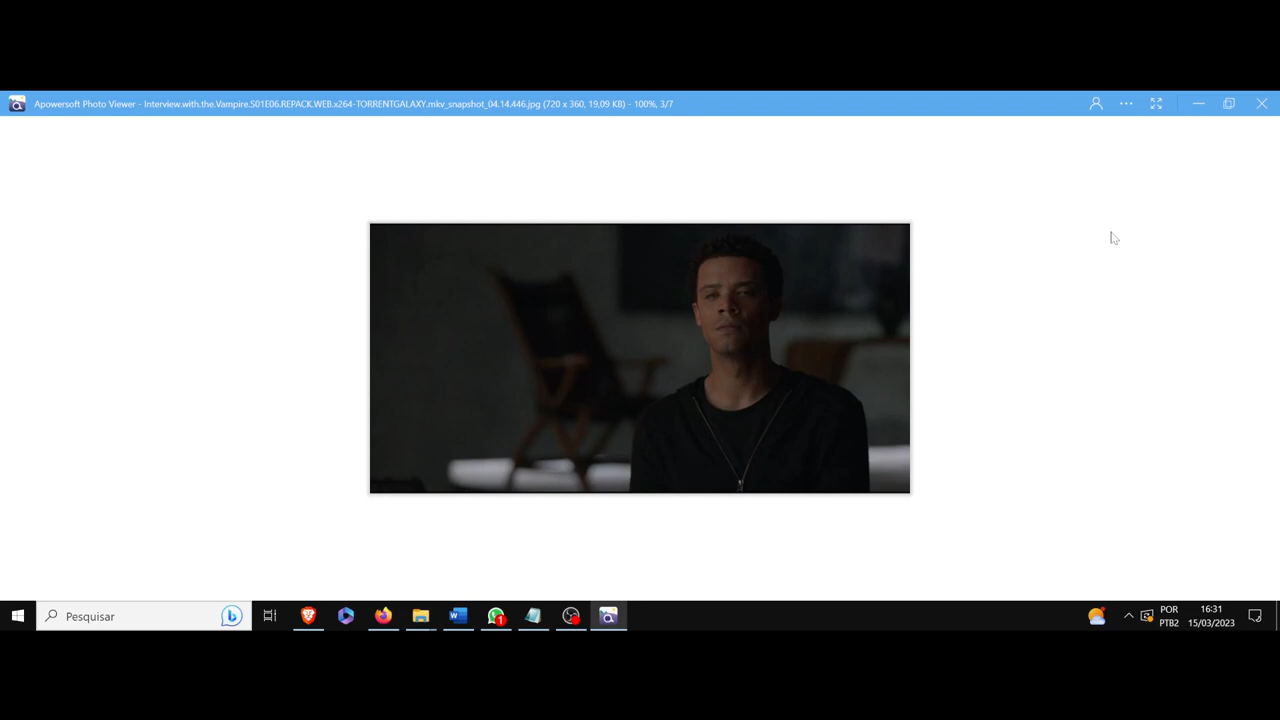 Apowersoft Photo Viewer - Interview.with.the.Vampire.S01E06.REPACK.WEB.x264-TORRENTGALAXY.mkv_snapshot_04.14.446.jpg (720 x 360, 19,09 KB) - 100%, 3/7
Pesquisar
1
POR
PTB2
16:31
15/03/2023